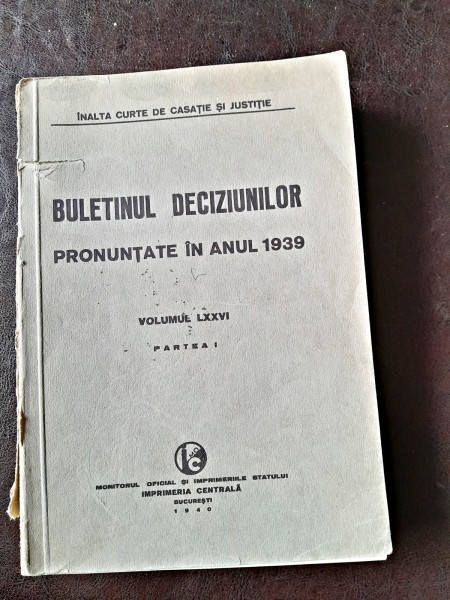 ÎNALTA CURTE DE CASAȚIE ȘI JUSTIȚIE
BULETINUL DECIZIUNILOR
PRONUNȚATE ÎN ANUL 1939
VOLUMUL LXXVI
PARTEA I
MONITORUL OFICIAL ȘI IMPRIMERIILE STATULUI
IMPRIMERIA CENTRALĂ
BUCUREȘTI
1940